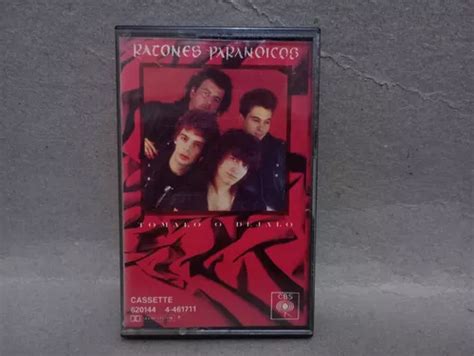 RATONES PARANOICOS
TOMALO O DEJALO
CASSETTE
620144 4-461711
CBS